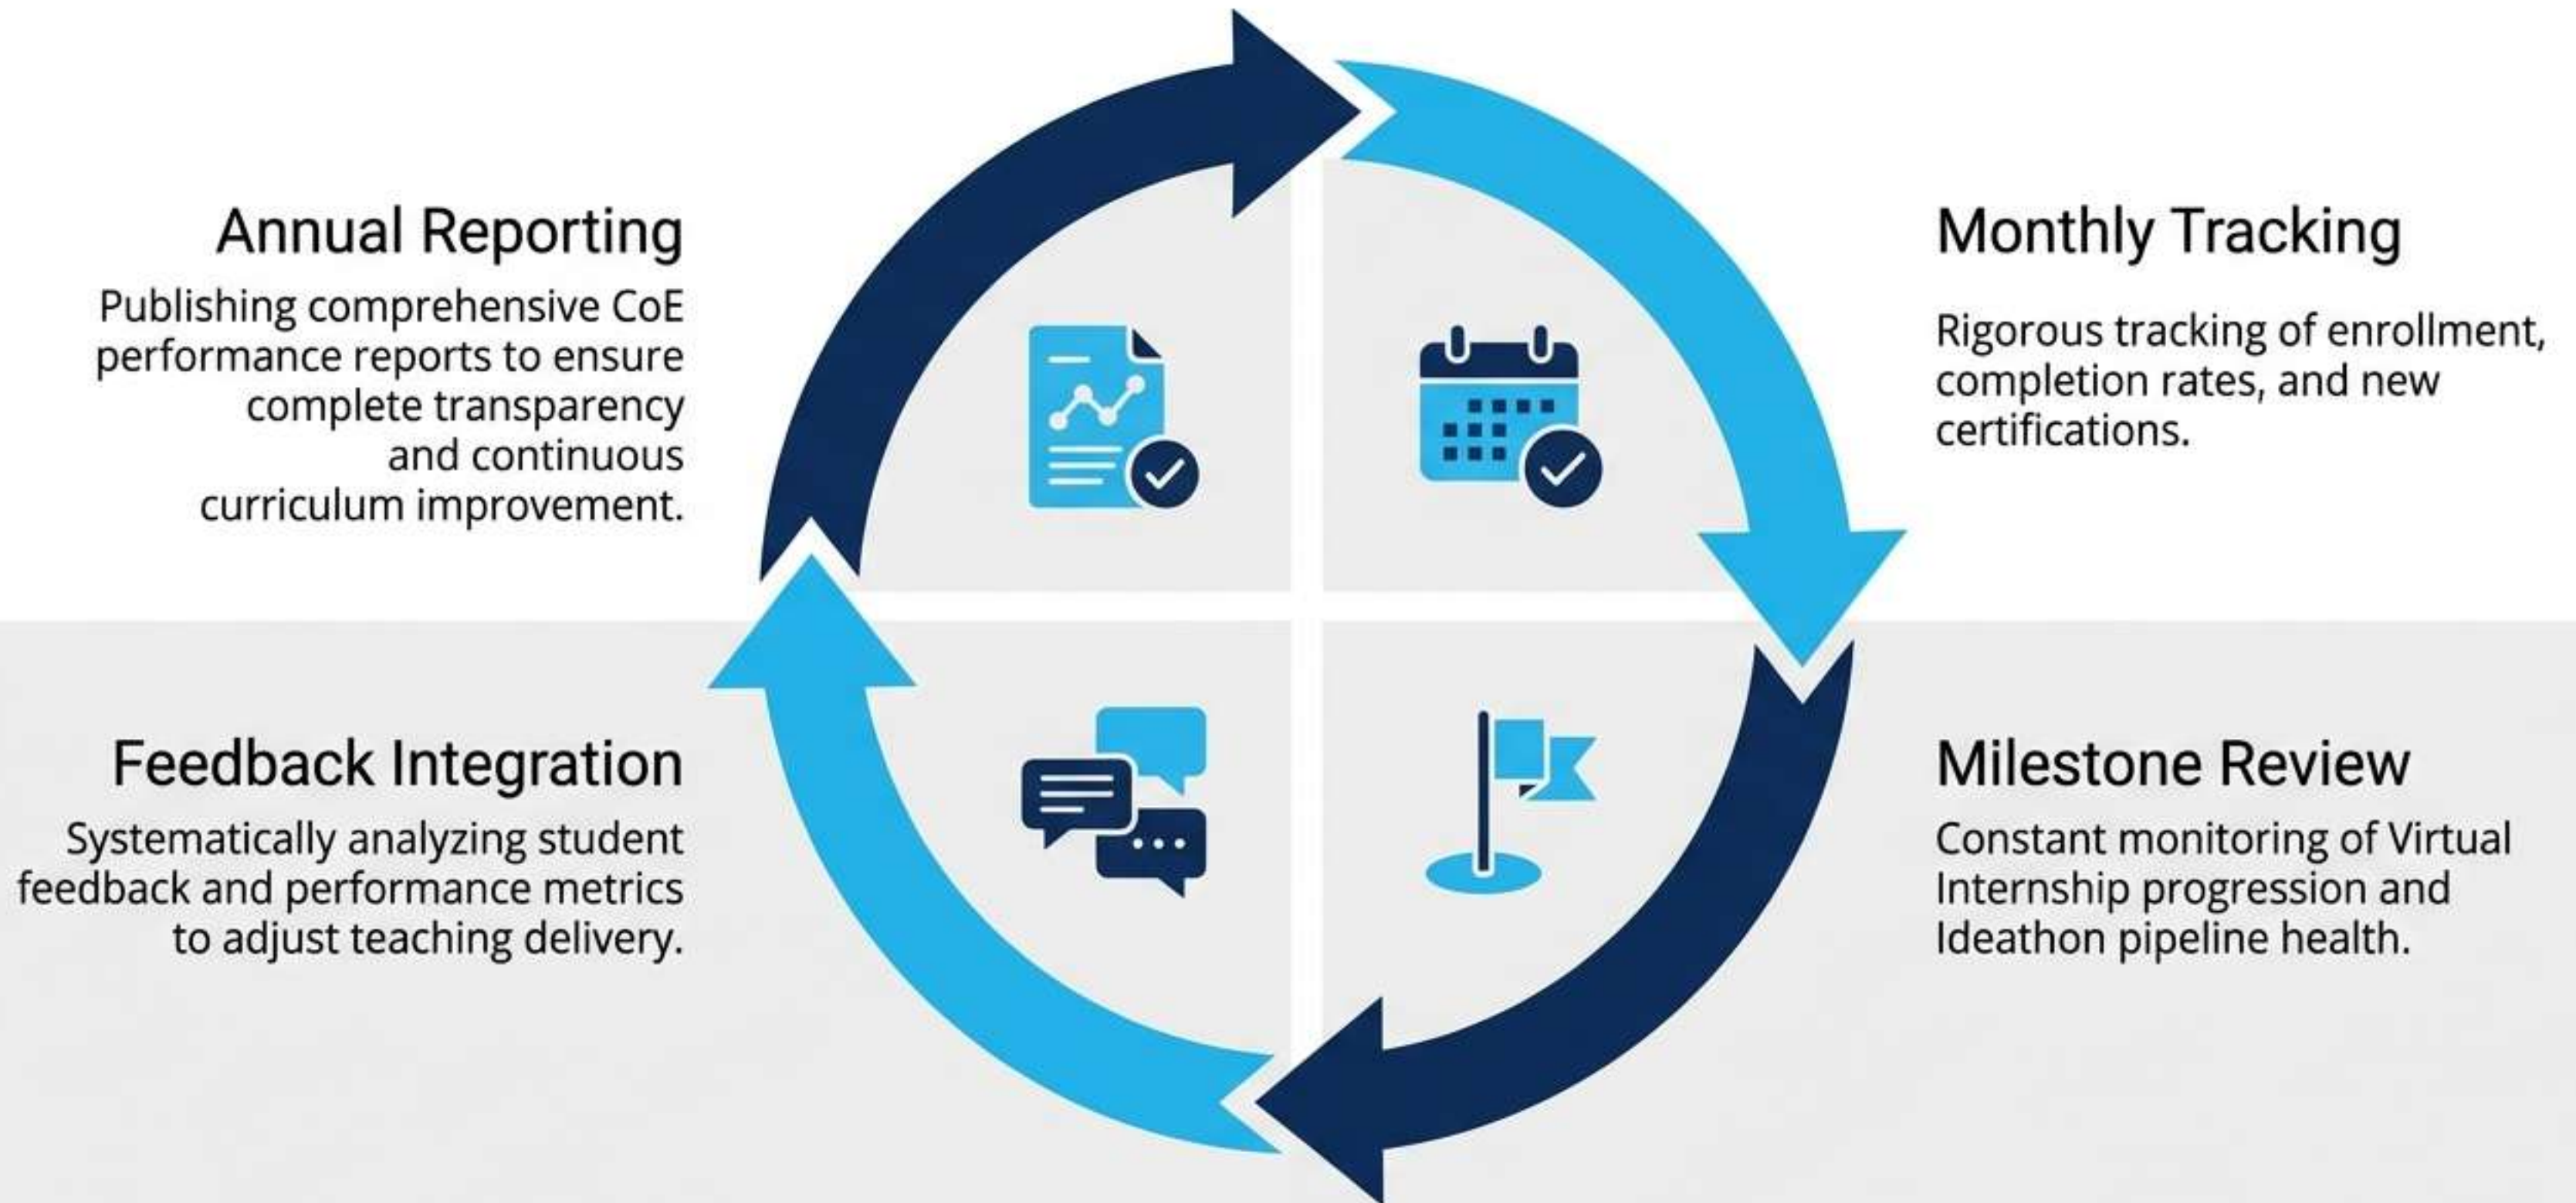 Annual Reporting
Publishing comprehensive CoE
performance reports to ensure
complete transparency
and continuous
curriculum improvement.
Monthly Tracking
Rigorous tracking of enrollment,
completion rates, and new
certifications.
Feedback Integration
Systematically analyzing student
feedback and performance metrics
to adjust teaching delivery.
Milestone Review
Constant monitoring of Virtual
Internship progression and
Ideathon pipeline health.